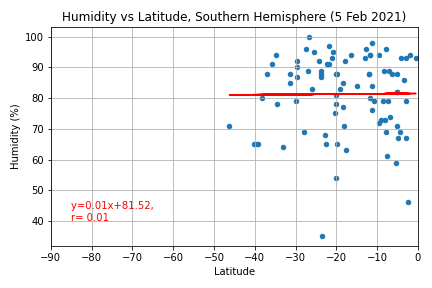 Humidity vs Latitude, Southern Hemisphere (5 Feb 2021)
100
90
80
70
60
50
40
Humidity (%)
y=0.01x+81.52,
r= 0.01
−90 −80 −70 −60 −50 −40 −30 −20 −10 0
Latitude